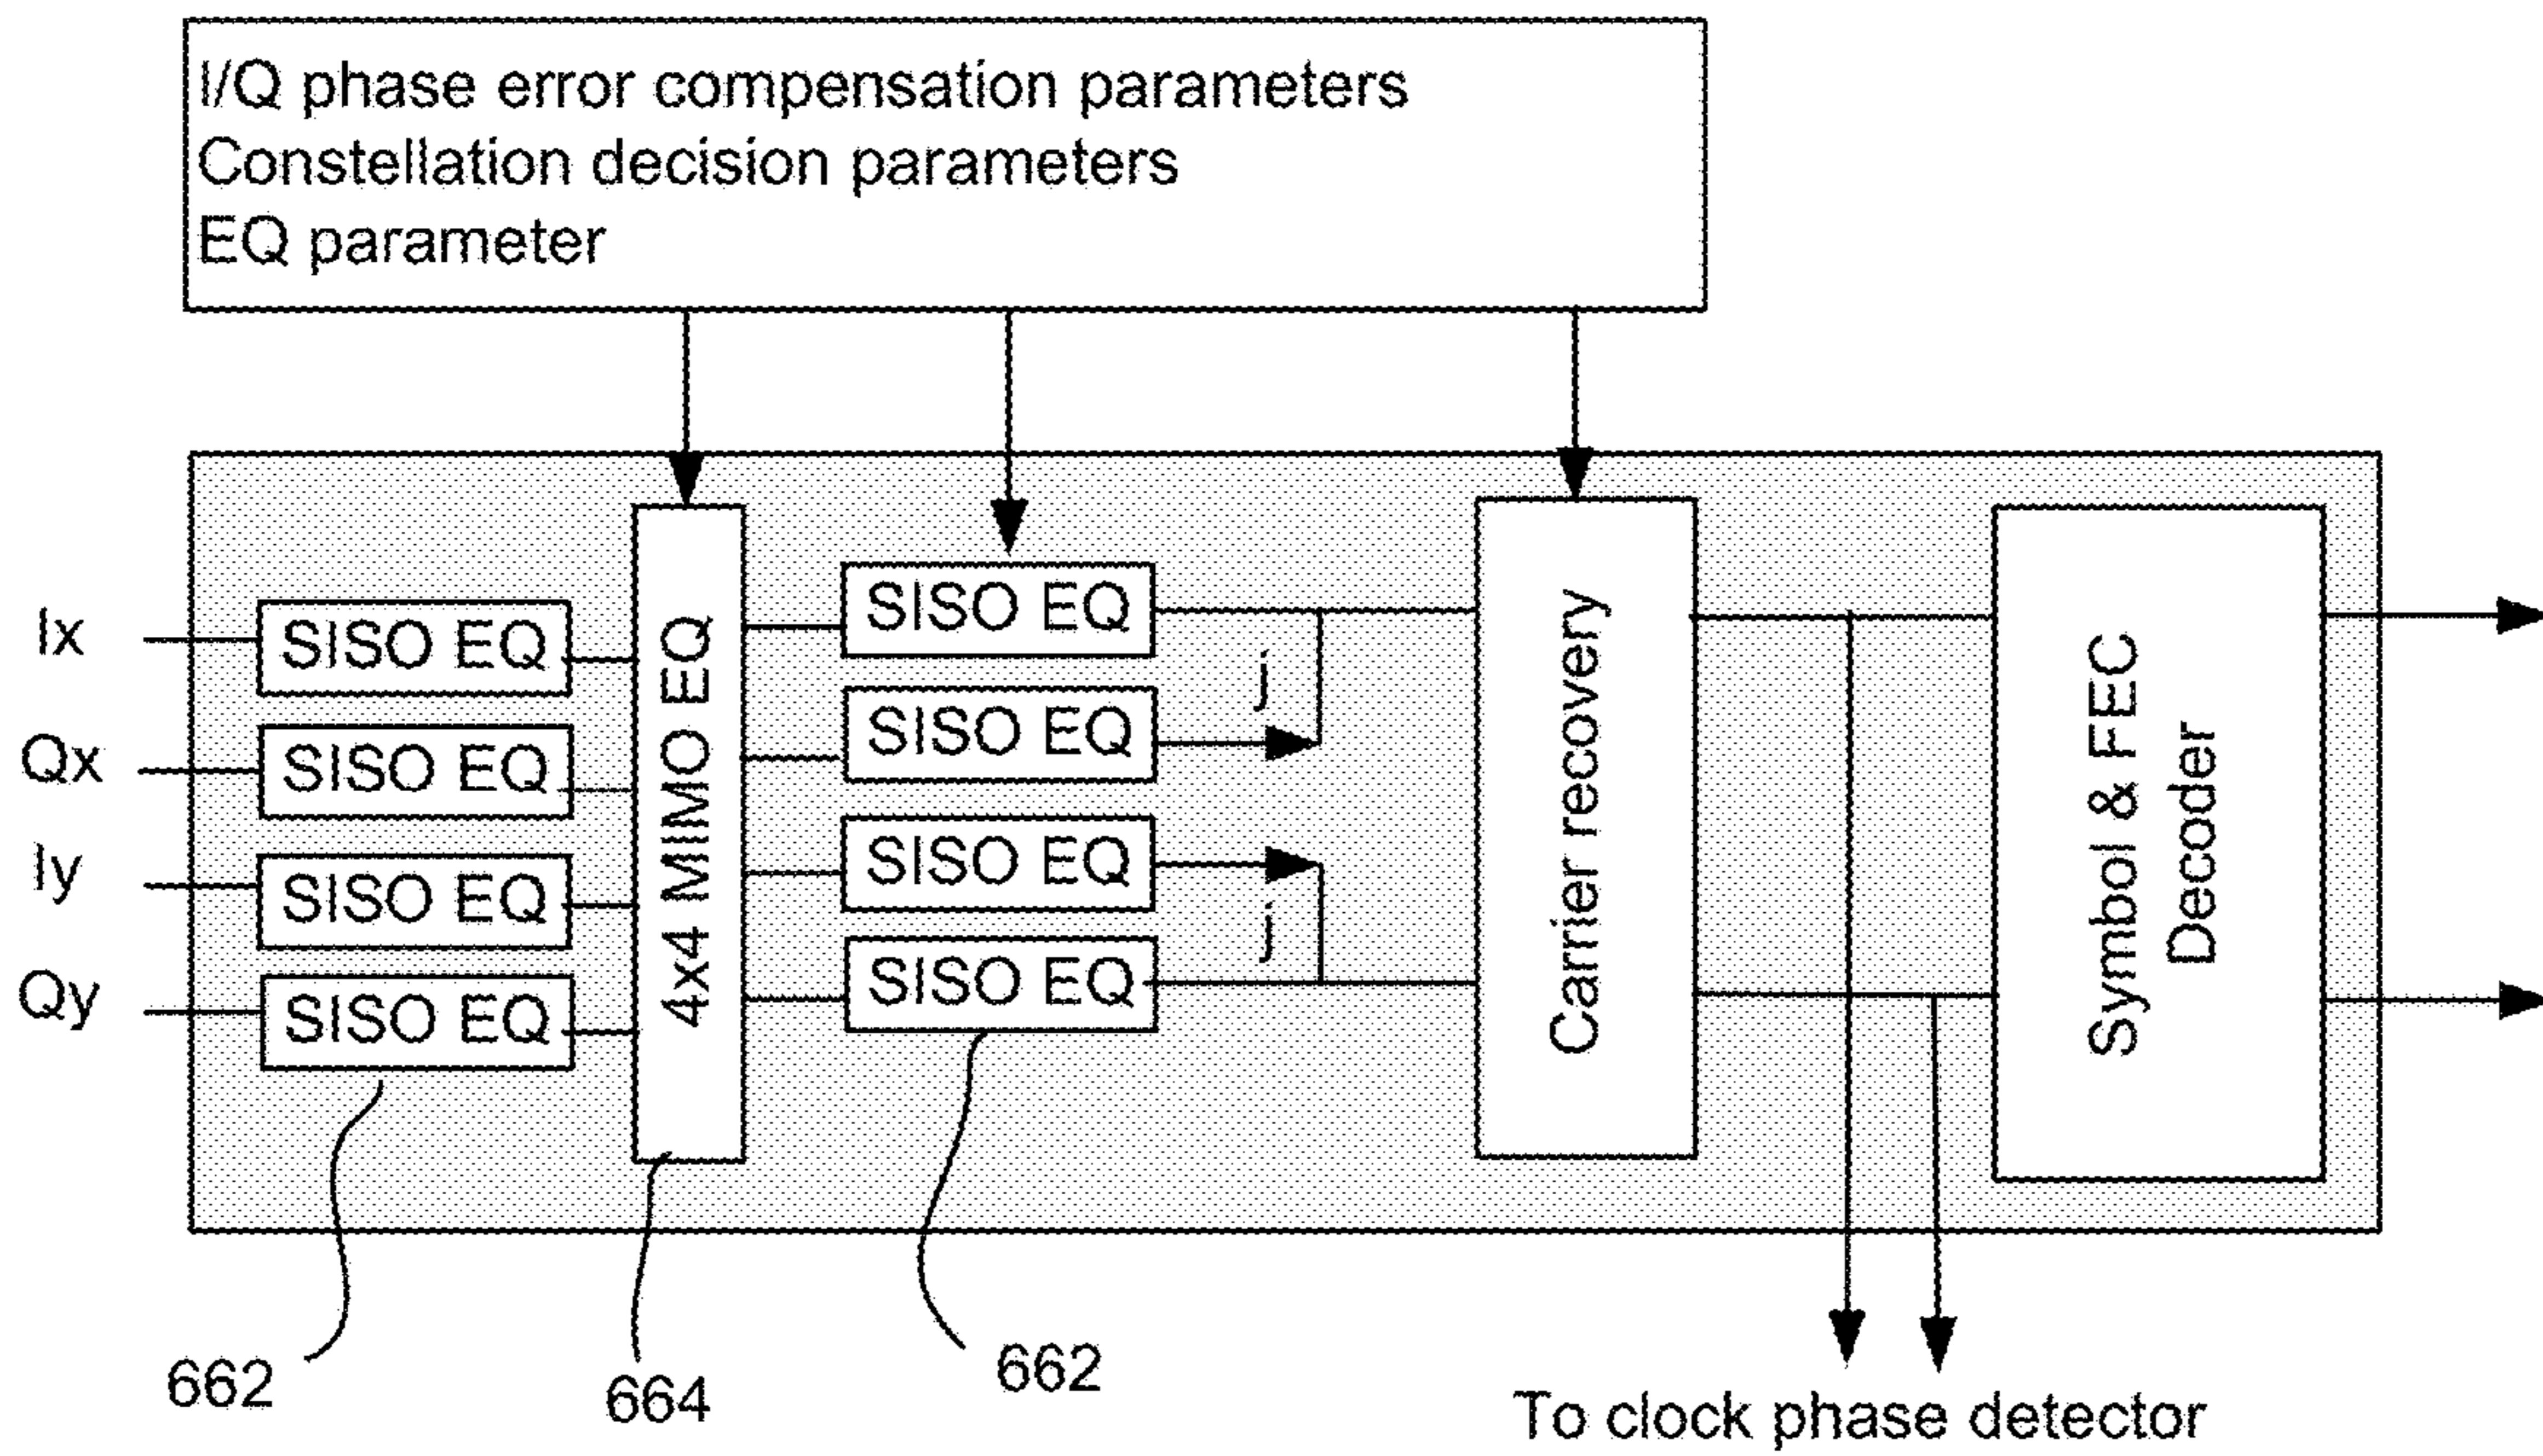 I/Q phase error compensation parameters
Constellation decision parameters
EQ parameter
Ix
Qx
Iy
Qy
SISO EQ
SISO EQ
SISO EQ
SISO EQ
4x4 MIMO EQ
SISO EQ
SISO EQ
SISO EQ
SISO EQ
j
j
Carrier recovery
Symbol & FEC
Decoder
662
664
662
To clock phase detector